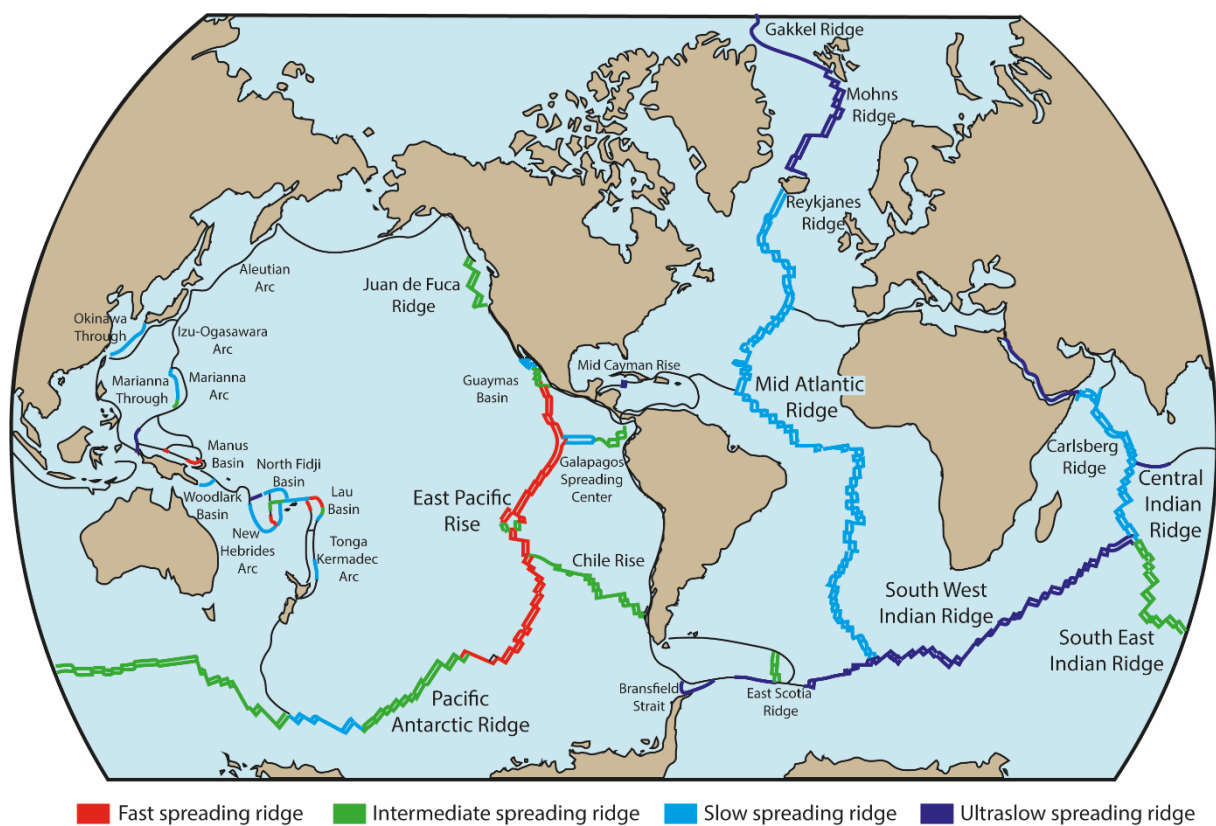 Gakkel Ridge
Mohns
Ridge
Reykjanes
Ridge
Aleutian
Arc
Juan de Fuca
Ridge
Okinawa
Through
Izu-Ogasawara
Arc
Marianna
Through
Marianna
Arc
Guaymas
Basin
Mid Cayman Rise
Mid Atlantic
Ridge
Carlsberg
Ridge
Central
Indian
Ridge
Manus
Basin
North Fidji
Basin
Woodlark
Basin
Lau
Basin
New
Hebrides
Arc
Tonga
Kermadec
Arc
Galapagos
Spreading
Center
East Pacific
Rise
Chile Rise
South West
Indian Ridge
South East
Indian Ridge
Pacific
Antarctic Ridge
Bransfield
Strait
East Scotia
Ridge
Fast spreading ridge
Intermediate spreading ridge
Slow spreading ridge
Ultraslow spreading ridge